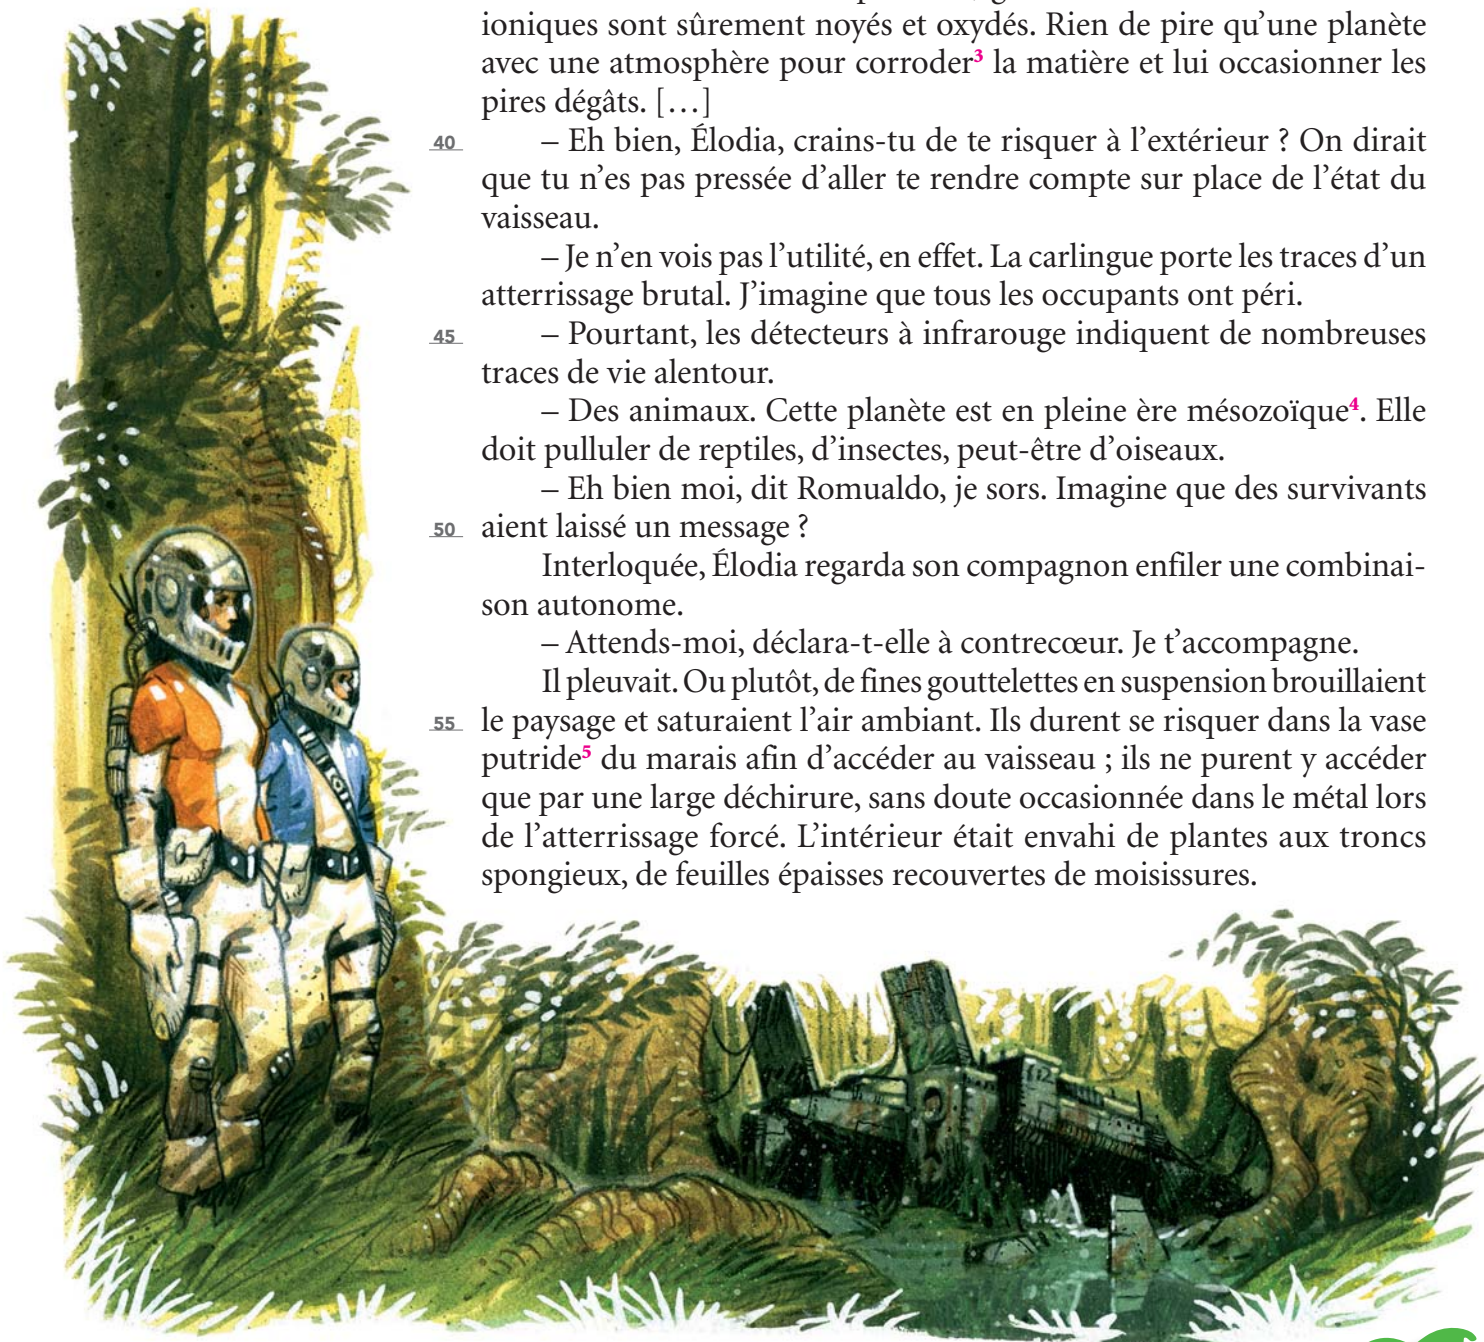 ioniques sont sûrement noyés et oxydés. Rien de pire qu'une planète
avec une atmosphère pour corroder³ la matière et lui occasionner les
pires dégâts. […]
40 – Eh bien, Élodia, crains-tu de te risquer à l'extérieur ? On dirait
que tu n'es pas pressée d'aller te rendre compte sur place de l'état du
vaisseau.
– Je n'en vois pas l'utilité, en effet. La carlingue porte les traces d'un
atterrissage brutal. J'imagine que tous les occupants ont péri.
45 – Pourtant, les détecteurs à infrarouge indiquent de nombreuses
traces de vie alentour.
– Des animaux. Cette planète est en pleine ère mésozoïque⁴. Elle
doit pulluler de reptiles, d'insectes, peut-être d'oiseaux.
– Eh bien moi, dit Romualdo, je sors. Imagine que des survivants
50 aient laissé un message ?
Interloquée, Élodia regarda son compagnon enfiler une combinai-
son autonome.
– Attends-moi, déclara-t-elle à contrecœur. Je t'accompagne.
Il pleuvait. Ou plutôt, de fines gouttelettes en suspension brouillaient
55 le paysage et saturaient l'air ambiant. Ils durent se risquer dans la vase
putride⁵ du marais afin d'accéder au vaisseau ; ils ne purent y accéder
que par une large déchirure, sans doute occasionnée dans le métal lors
de l'atterrissage forcé. L'intérieur était envahi de plantes aux troncs
spongieux, de feuilles épaisses recouvertes de moisissures.